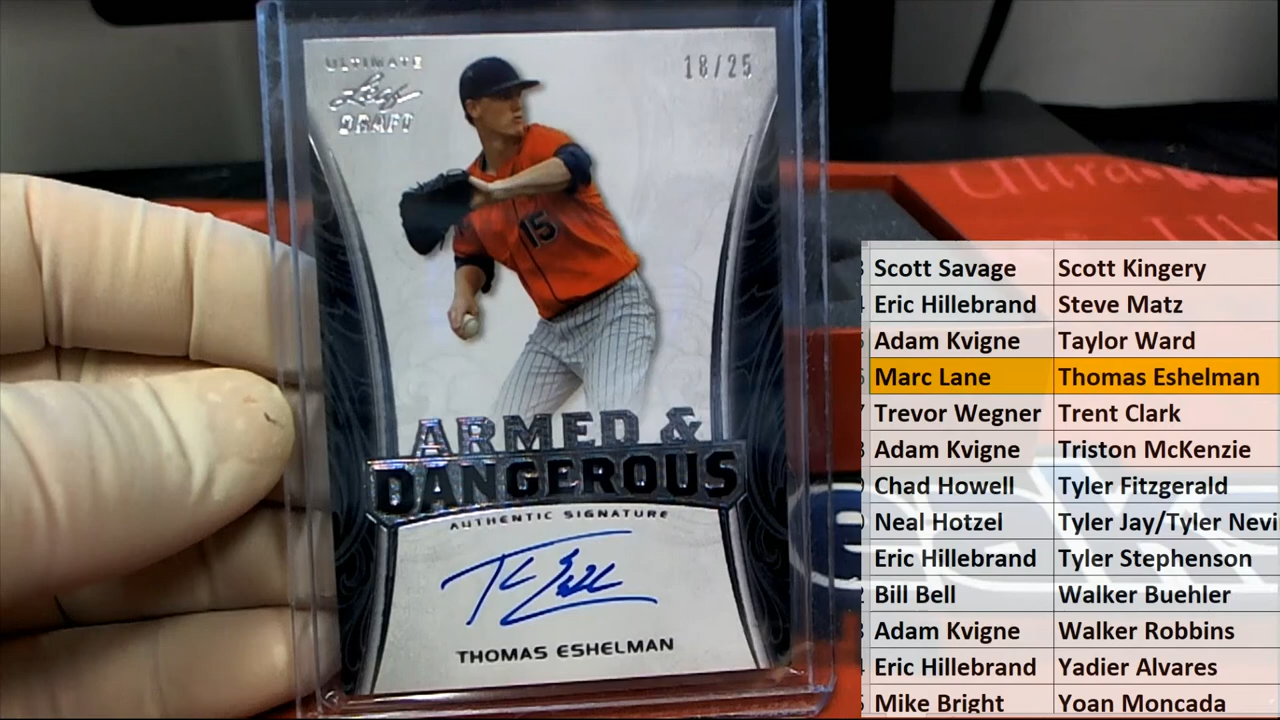 ULTIMATE
Leaf
DRAFT
18/25
15
ARMED &
DANGEROUS
AUTHENTIC SIGNATURE
THOMAS ESHELMAN
Ultra
Scott Savage Scott Kingery
Eric Hillebrand Steve Matz
Adam Kvigne Taylor Ward
Marc Lane Thomas Eshelman
Trevor Wegner Trent Clark
Adam Kvigne Triston McKenzie
Chad Howell Tyler Fitzgerald
Neal Hotzel Tyler Jay/Tyler Nevi
Eric Hillebrand Tyler Stephenson
Bill Bell Walker Buehler
Adam Kvigne Walker Robbins
Eric Hillebrand Yadier Alvares
Mike Bright Yoan Moncada